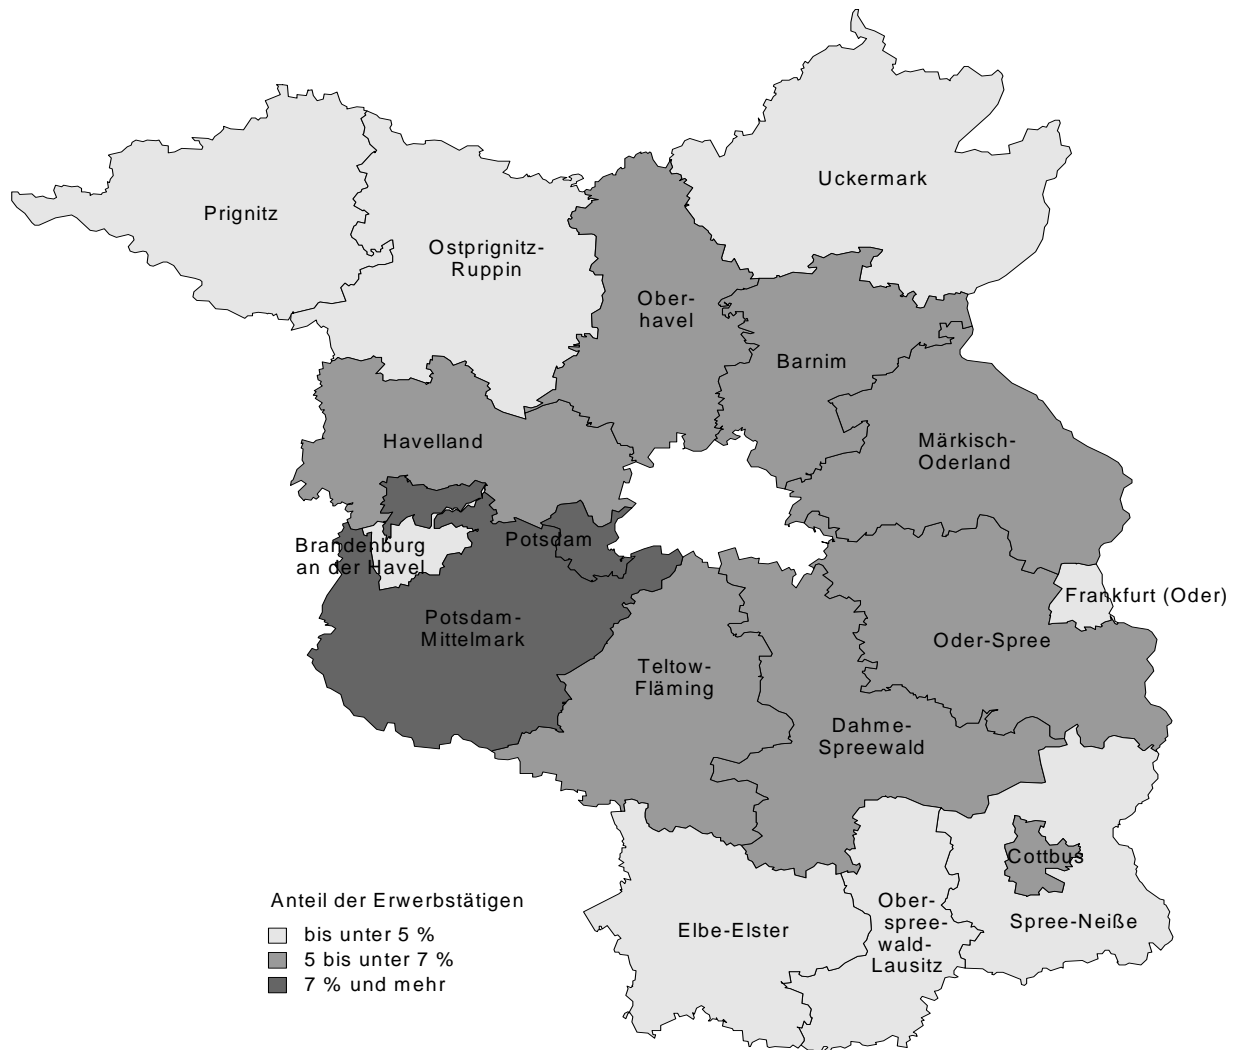 Uckermark
Prignitz
Ostprignitz-
Ruppin
Ober-
havel
Barnim
Havelland
Märkisch-
Oderland
Potsdam
Brandenburg
an der Havel
Frankfurt (Oder)
Potsdam-
Mittelmark
Oder-Spree
Teltow-
Fläming
Dahme-
Spreewald
Cottbus
Anteil der Erwerbstätigen
bis unter 5 %
5 bis unter 7 %
7 % und mehr
Elbe-Elster
Ober-
spree-
wald-
Lausitz
Spree-Neiße